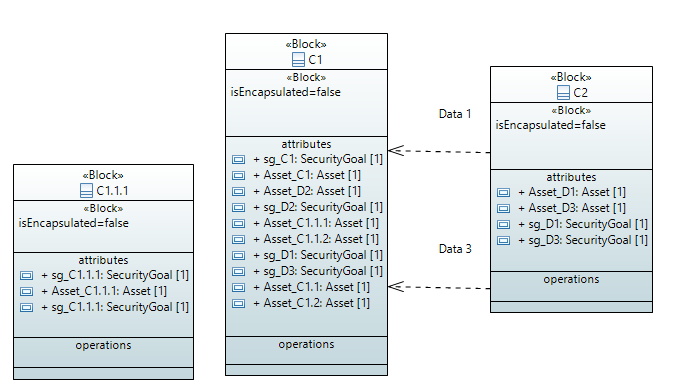 «Block»
C1.1.1
«Block»
isEncapsulated=false
attributes
+ sg_C1.1.1: SecurityGoal [1]
+ Asset_C1.1.1: Asset [1]
+ sg_C1.1.1: SecurityGoal [1]
operations
«Block»
C1
«Block»
isEncapsulated=false
attributes
+ sg_C1: SecurityGoal [1]
+ Asset_C1: Asset [1]
+ Asset_D2: Asset [1]
+ sg_D2: SecurityGoal [1]
+ Asset_C1.1.1: Asset [1]
+ Asset_C1.1.2: Asset [1]
+ sg_D1: SecurityGoal [1]
+ sg_D3: SecurityGoal [1]
+ Asset_C1.1: Asset [1]
+ Asset_C1.2: Asset [1]
operations
Data 1
Data 3
«Block»
C2
«Block»
isEncapsulated=false
attributes
+ Asset_D1: Asset [1]
+ Asset_D3: Asset [1]
+ sg_D1: SecurityGoal [1]
+ sg_D3: SecurityGoal [1]
operations